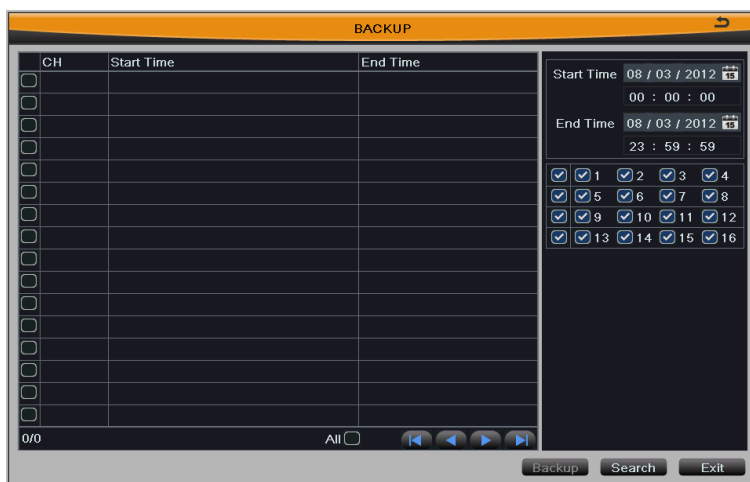 BACKUP
CH Start Time End Time
Start Time 08 / 03 / 2012 15
00 : 00 : 00
End Time 08 / 03 / 2012 15
23 : 59 : 59
1 2 3 4
5 6 7 8
9 10 11 12
13 14 15 16
0/0 All
Backup Search Exit